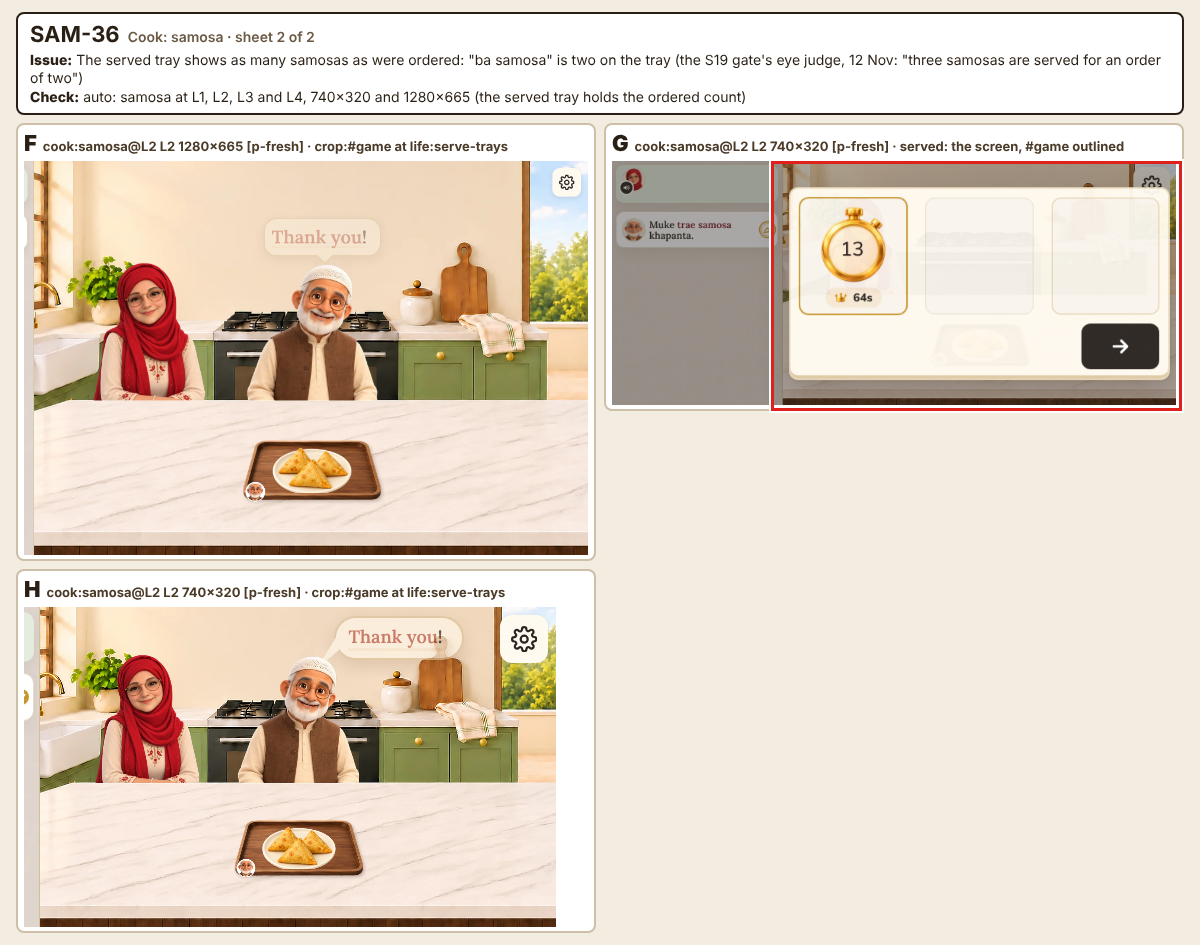 SAM-36 Cook: samosa · sheet 2 of 2
Issue: The served tray shows as many samosas as were ordered: "ba samosa" is two on the tray (the S19 gate's eye judge, 12 Nov: "three samosas are served for an order
of two")
Check: auto: samosa at L1, L2, L3 and L4, 740×320 and 1280×665 (the served tray holds the ordered count)
F cook:samosa@L2 L2 1280×665 [p-fresh] · crop:#game at life:serve-trays
Thank you!
G cook:samosa@L2 L2 740×320 [p-fresh] · served: the screen, #game outlined
Muke trae samosa
khapanta.
13
64s
H cook:samosa@L2 L2 740×320 [p-fresh] · crop:#game at life:serve-trays
Thank you!